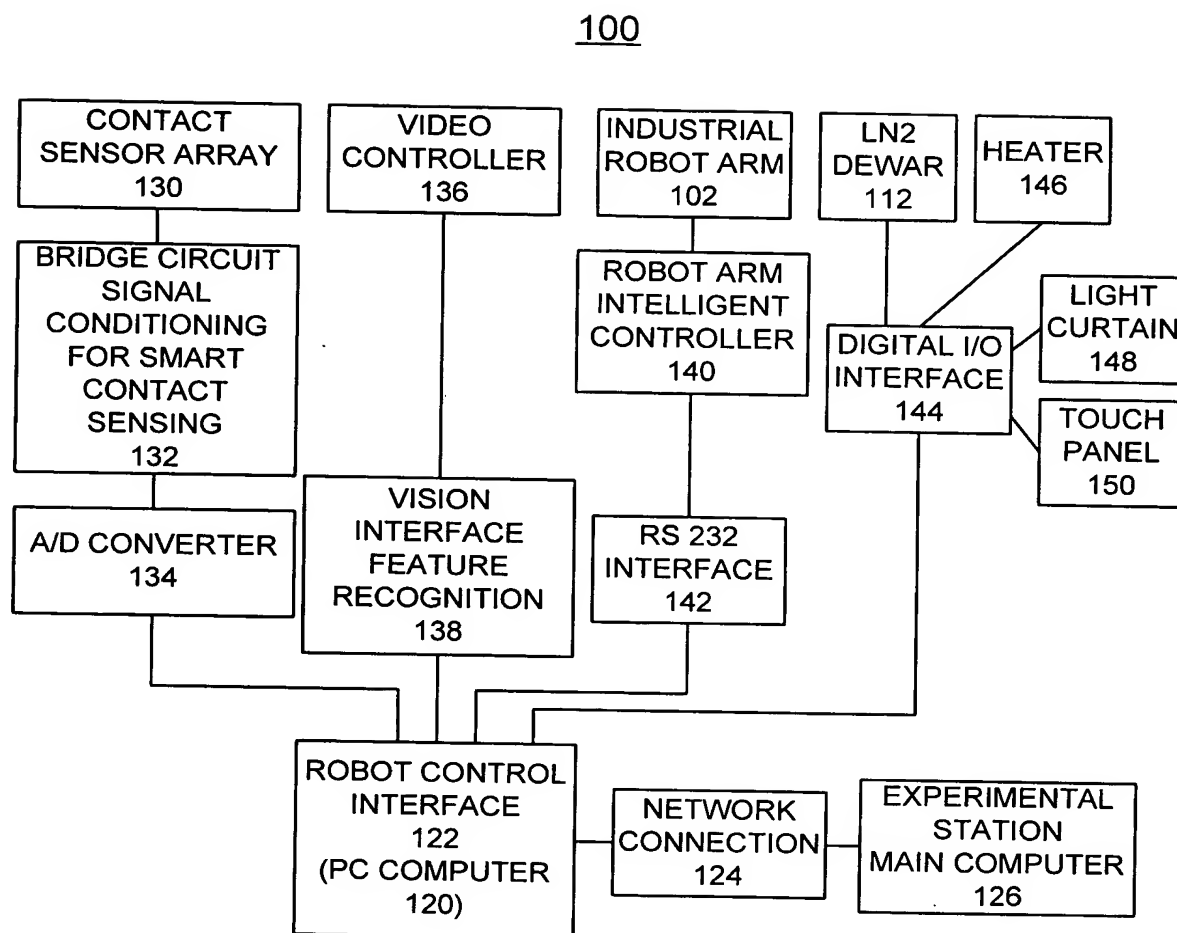 100
CONTACT
SENSOR ARRAY
130
VIDEO
CONTROLLER
136
INDUSTRIAL
ROBOT ARM
102
LN2
DEWAR
112
HEATER
146
BRIDGE CIRCUIT
SIGNAL
CONDITIONING
FOR SMART
CONTACT
SENSING
132
ROBOT ARM
INTELLIGENT
CONTROLLER
140
DIGITAL I/O
INTERFACE
144
LIGHT
CURTAIN
148
TOUCH
PANEL
150
A/D CONVERTER
134
VISION
INTERFACE
FEATURE
RECOGNITION
138
RS 232
INTERFACE
142
ROBOT CONTROL
INTERFACE
122
(PC COMPUTER
120)
NETWORK
CONNECTION
124
EXPERIMENTAL
STATION
MAIN COMPUTER
126